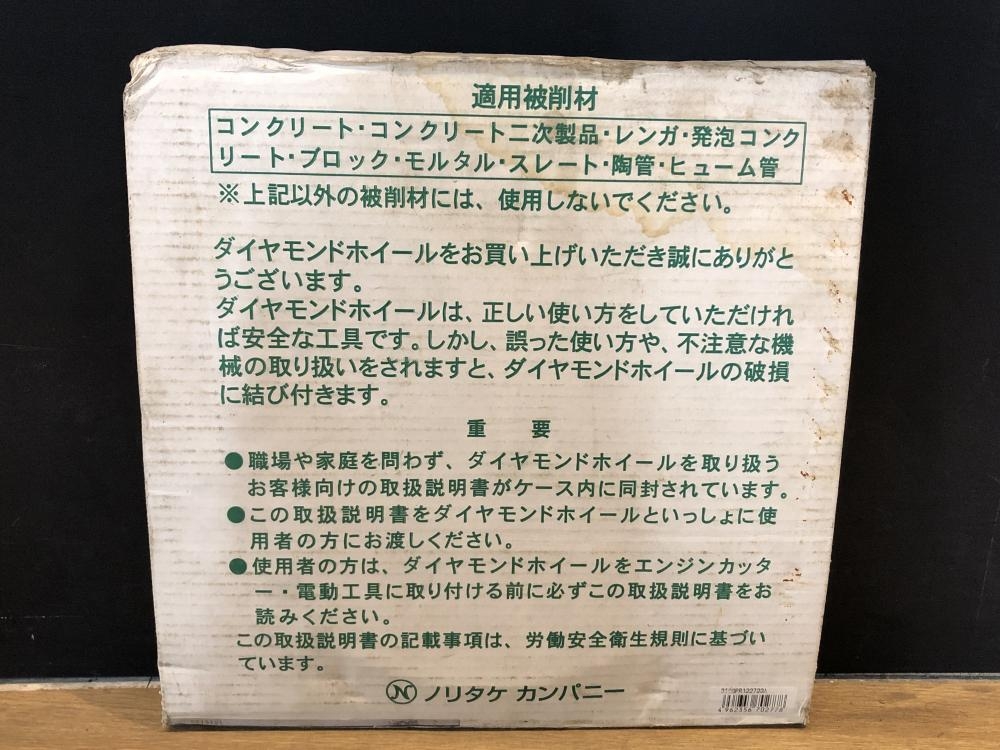 適用被削材
コンクリート・コンクリート二次製品・レンガ・発泡コンク
リート・ブロック・モルタル・スレート・陶管・ヒューム管
※上記以外の被削材には、使用しないでください。
ダイヤモンドホイールをお買い上げいただき誠にありがと
うございます。
ダイヤモンドホイールは、正しい使い方をしていただけれ
ば安全な工具です。しかし、誤った使い方や、不注意な機
械の取り扱いをされますと、ダイヤモンドホイールの破損
に結び付きます。
重要
●職場や家庭を問わず、ダイヤモンドホイールを取り扱う
お客様向けの取扱説明書がケース内に同封されています。
●この取扱説明書をダイヤモンドホイールといっしょに使
用者の方にお渡しください。
●使用者の方は、ダイヤモンドホイールをエンジンカッタ
ー・電動工具に取り付ける前に必ずこの取扱説明書をお
読みください。
この取扱説明書の記載事項は、労働安全衛生規則に基づい
ています。
N ノリタケ カンパニー
4 962356 702778